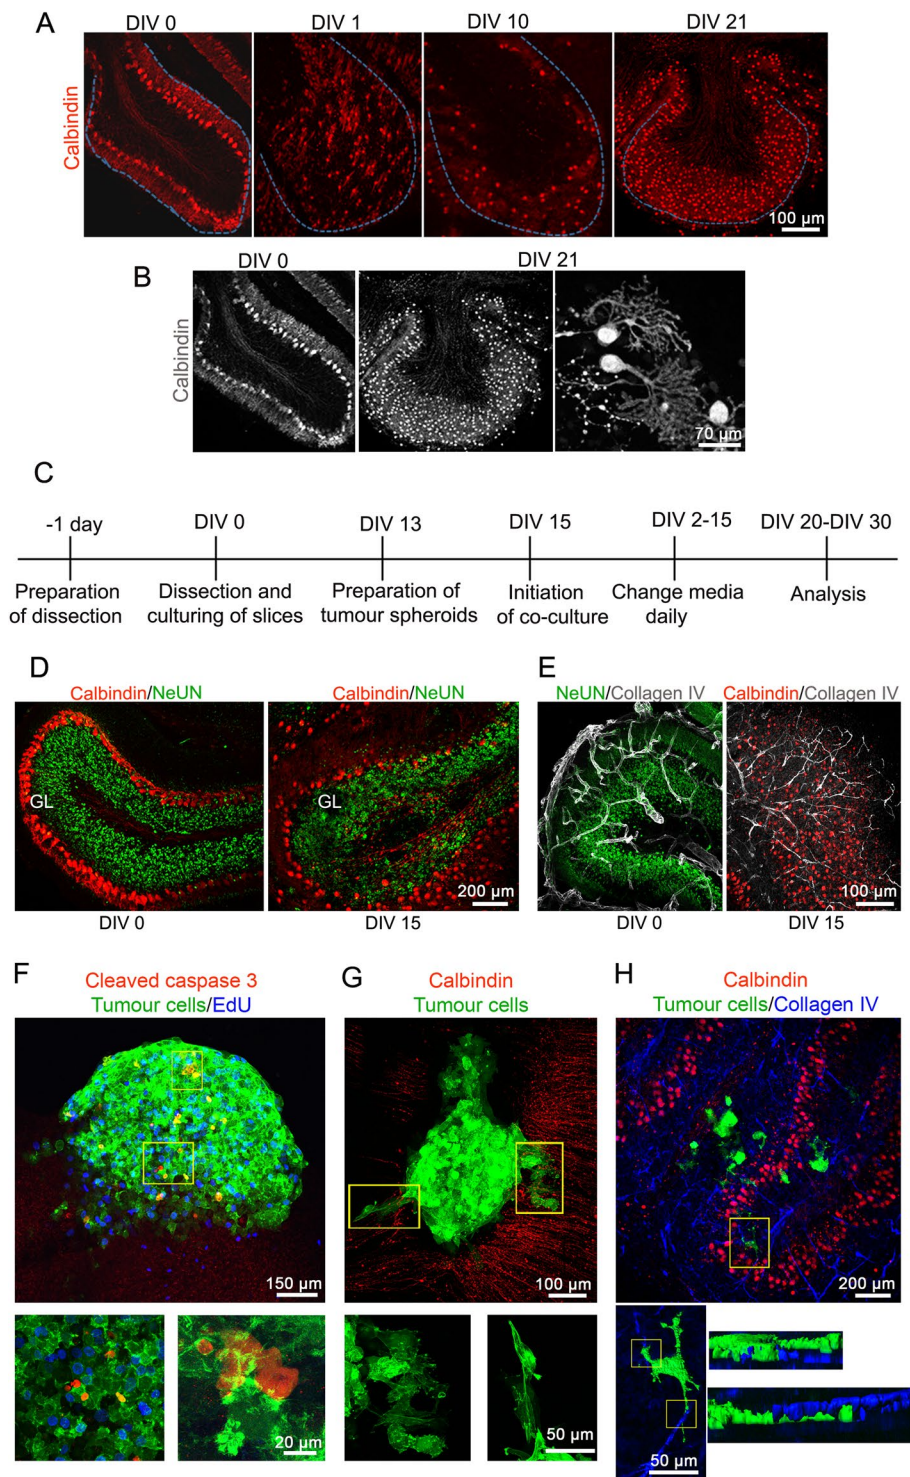 A
DIV 0
DIV 1
DIV 10
DIV 21
Calbindin
100 µm
B
DIV 0
DIV 21
Calbindin
70 µm
C
-1 day
DIV 0
DIV 13
DIV 15
DIV 2-15
DIV 20-DIV 30
Preparation
of dissection
Dissection and
culturing of slices
Preparation of
tumour spheroids
Initiation
of co-culture
Change media
daily
Analysis
D
Calbindin/NeUN
Calbindin/NeUN
GL
GL
200 µm
DIV 0
DIV 15
E
NeUN/Collagen IV
Calbindin/Collagen IV
100 µm
DIV 0
DIV 15
F
Cleaved caspase 3
Tumour cells/EdU
150 µm
20 µm
G
Calbindin
Tumour cells
100 µm
50 µm
H
Calbindin
Tumour cells/Collagen IV
200 µm
50 µm